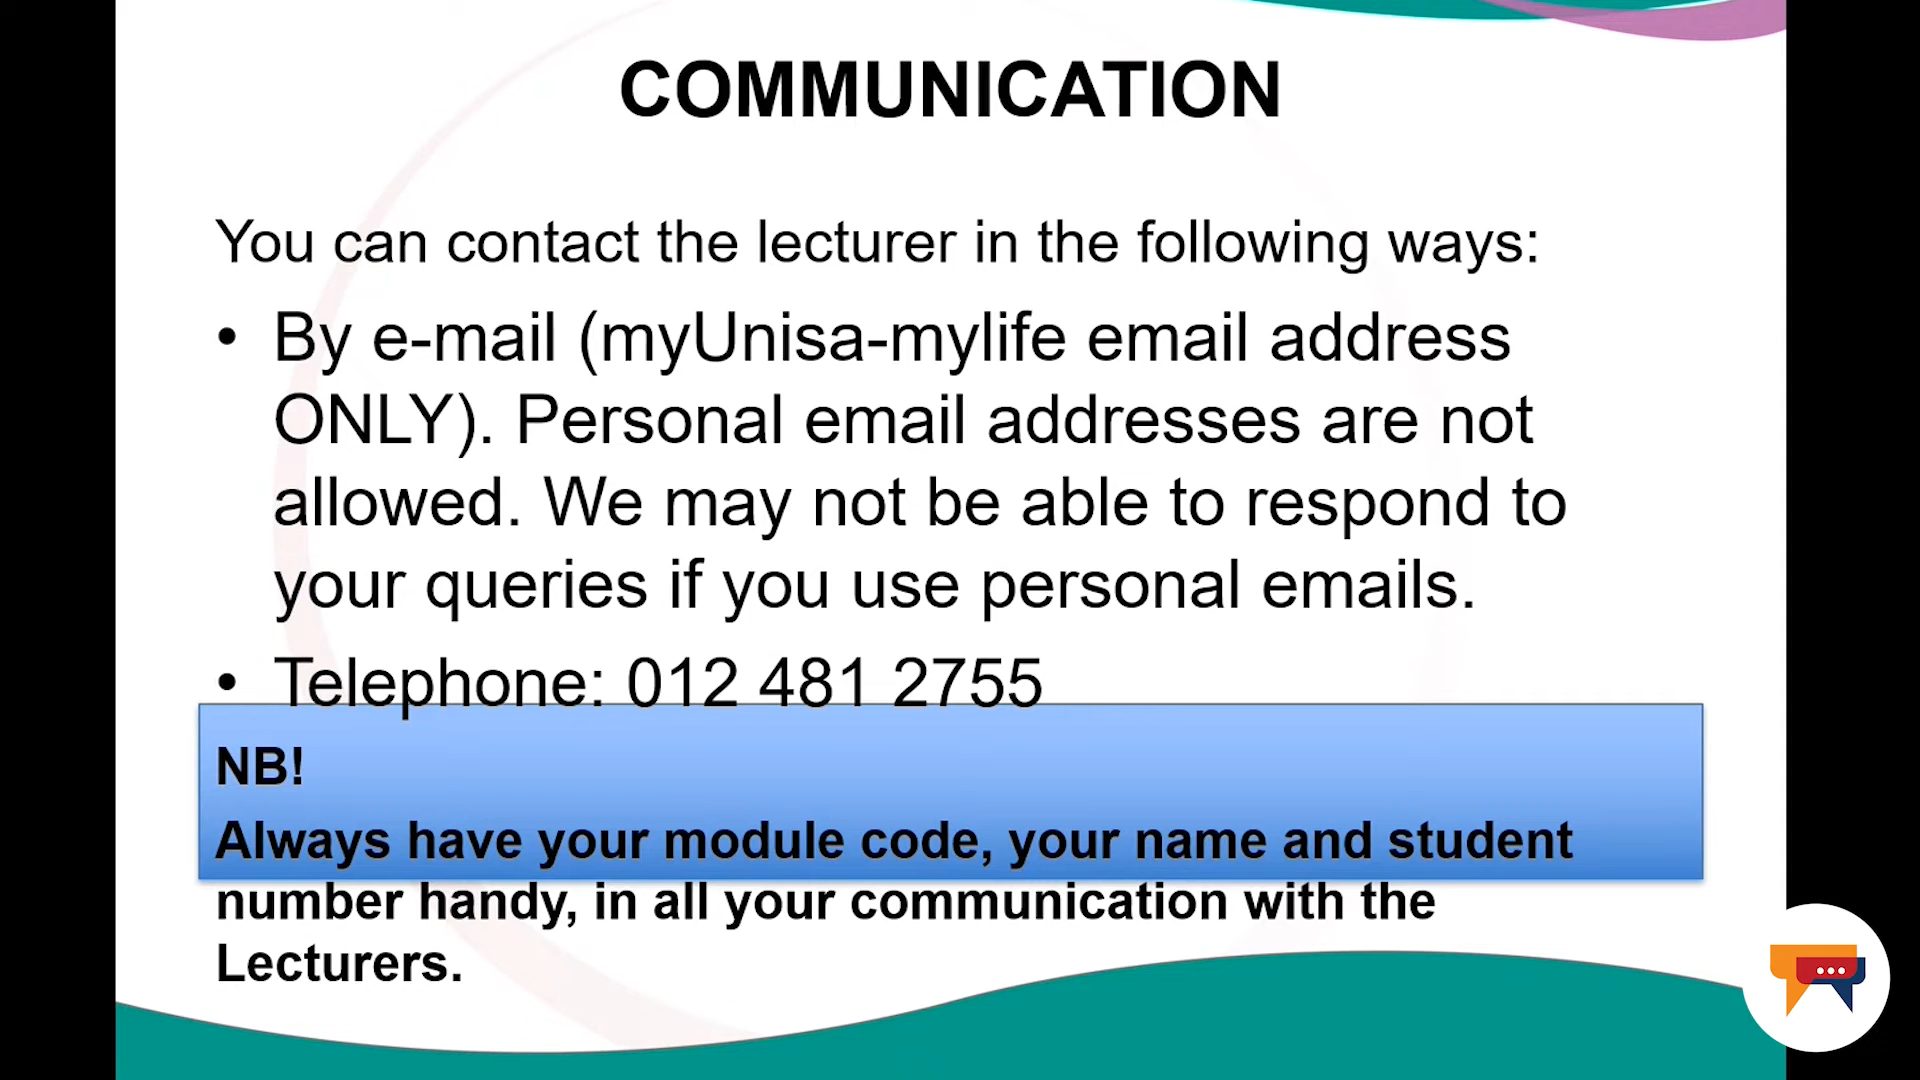 COMMUNICATION
You can contact the lecturer in the following ways:
• By e-mail (myUnisa-mylife email address
ONLY). Personal email addresses are not
allowed. We may not be able to respond to
your queries if you use personal emails.
• Telephone: 012 481 2755
NB!
Always have your module code, your name and student
number handy, in all your communication with the
Lecturers.